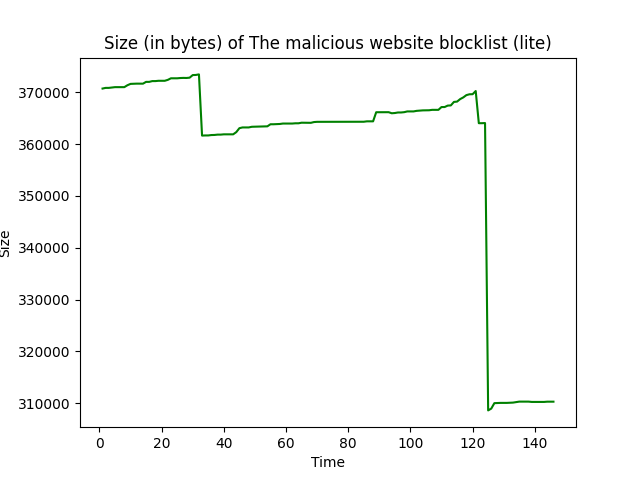 Size (in bytes) of The malicious website blocklist (lite)
370000
360000
350000
340000
330000
320000
310000
Size
0 20 40 60 80 100 120 140
Time